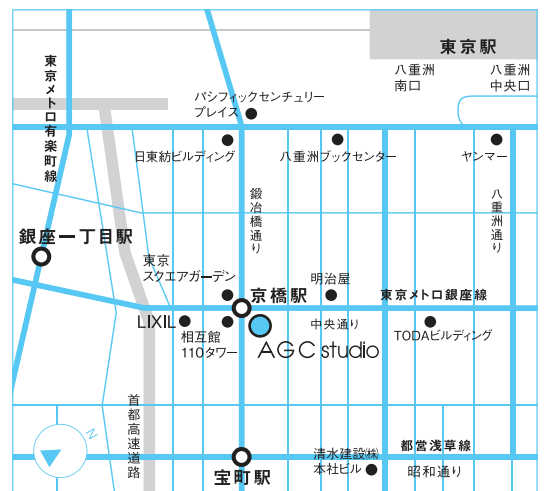 東京駅
八重洲
南口
八重洲
中央口
東京メトロ有楽町線
パシフィックセンチュリー
プレイス
日東紡ビルディング
八重洲ブックセンター
ヤンマー
鍛冶橋通り
八重洲通り
銀座一丁目駅
東京
スクエアガーデン
京橋駅
明治屋
東京メトロ銀座線
LIXIL
相互館
110タワー
中央通り
TODAビルディング
AGC studio
首都高速道路
N
都営浅草線
清水建設㈱
本社ビル
昭和通り
宝町駅